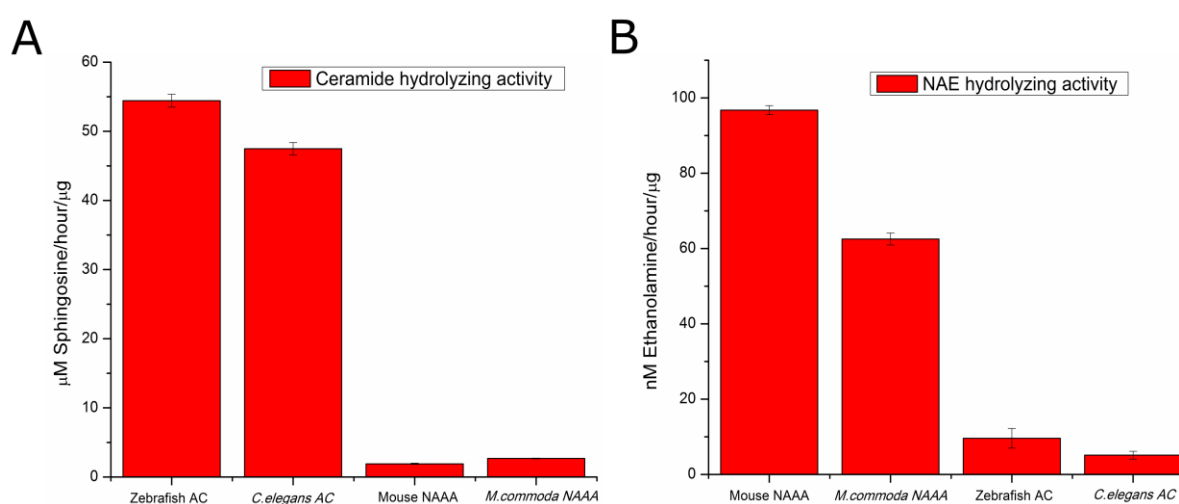 A
Ceramide hydrolyzing activity
μM Sphingosine/hour/μg
60
50
40
30
20
10
0
Zebrafish AC
C.elegans AC
Mouse NAAA
M.commoda NAAA
B
NAE hydrolyzing activity
nM Ethanolamine/hour/μg
100
80
60
40
20
0
Mouse NAAA
M.commoda NAAA
Zebrafish AC
C.elegans AC